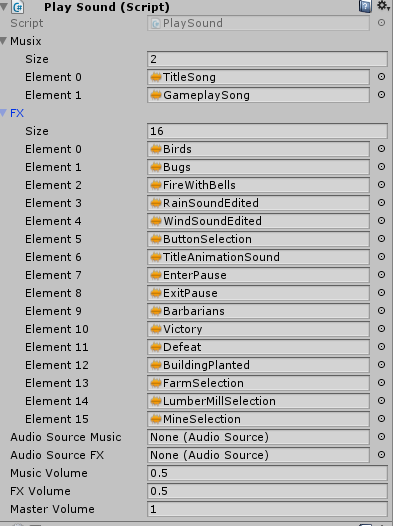 Play Sound (Script)
Script PlaySound
Musix
Size 2
Element 0 TitleSong
Element 1 GameplaySong
FX
Size 16
Element 0 Birds
Element 1 Bugs
Element 2 FireWithBells
Element 3 RainSoundEdited
Element 4 WindSoundEdited
Element 5 ButtonSelection
Element 6 TitleAnimationSound
Element 7 EnterPause
Element 8 ExitPause
Element 9 Barbarians
Element 10 Victory
Element 11 Defeat
Element 12 BuildingPlanted
Element 13 FarmSelection
Element 14 LumberMillSelection
Element 15 MineSelection
Audio Source Music None (Audio Source)
Audio Source FX None (Audio Source)
Music Volume 0.5
FX Volume 0.5
Master Volume 1